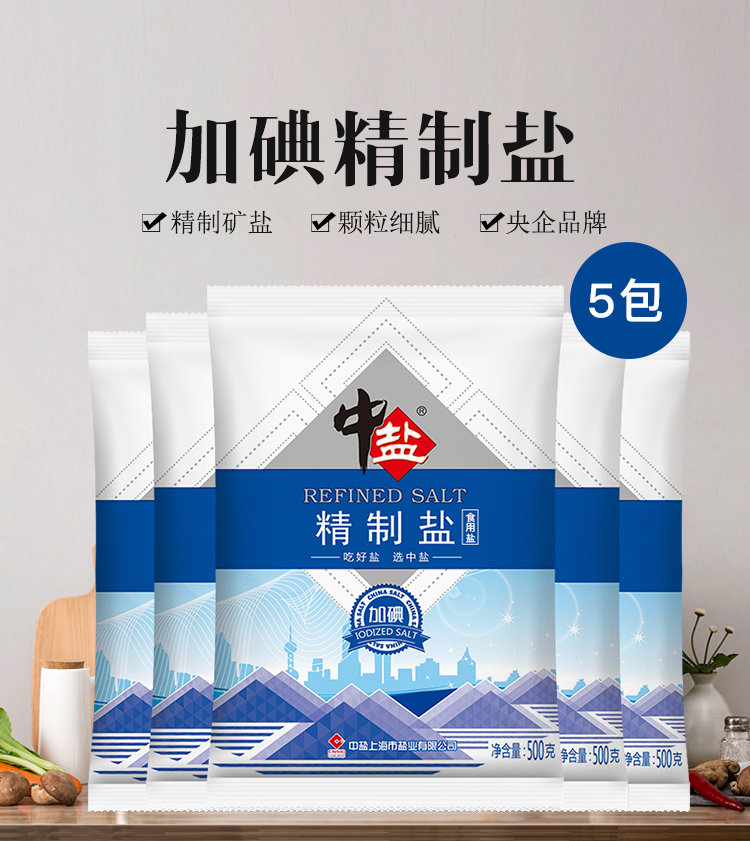 加碘精制盐
精制矿盐 颗粒细腻 央企品牌
5包
中盐®
REFINED SALT
精制盐 食用盐
吃好盐 选中盐
CHINA SALT
加碘
IODIZED SALT
中盐上海市盐业有限公司
净含量:500克
净含量:500克
净含量:500克